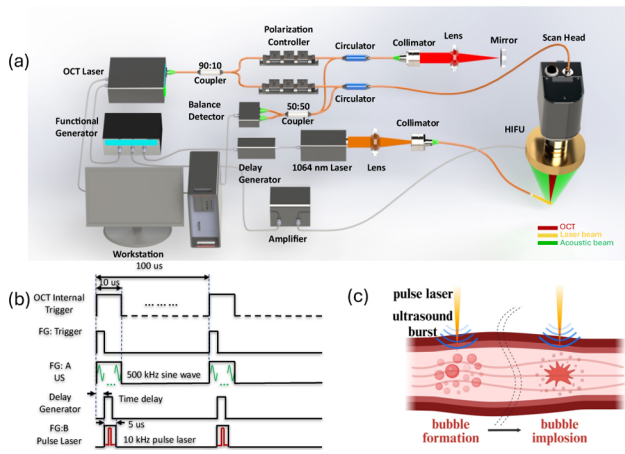 (a)
Polarization
Controller
90:10
OCT Laser
Coupler
Circulator
Collimator
Lens
Mirror
Scan Head
Functional
Generator
Balance
Detector
50:50
Coupler
Circulator
Collimator
HIFU
Delay
Generator
1064 nm Laser
Lens
Amplifier
Workstation
OCT
Laser beam
Acoustic beam
(b)
100 us
10 us
OCT Internal
Trigger
FG: Trigger
FG: A
US
500 kHz sine wave
Delay
Generator
Time delay
FG:B
Pulse Laser
5 us
10 kHz pulse laser
(c)
pulse laser
ultrasound
burst
bubble
formation
bubble
implosion